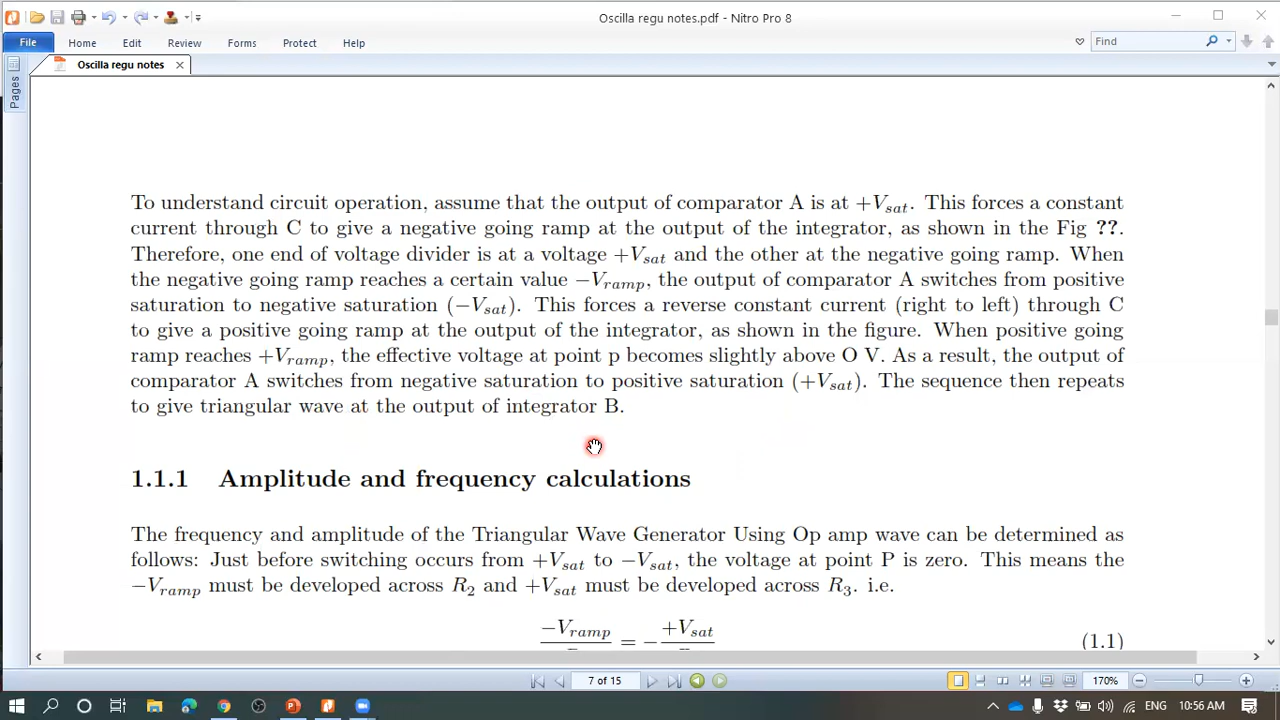 Oscilla regu notes.pdf - Nitro Pro 8
File Home Edit Review Forms Protect Help Find
Oscilla regu notes
Pages
To understand circuit operation, assume that the output of comparator A is at +Vsat. This forces a constant
current through C to give a negative going ramp at the output of the integrator, as shown in the Fig ??.
Therefore, one end of voltage divider is at a voltage +Vsat and the other at the negative going ramp. When
the negative going ramp reaches a certain value −Vramp, the output of comparator A switches from positive
saturation to negative saturation (−Vsat). This forces a reverse constant current (right to left) through C
to give a positive going ramp at the output of the integrator, as shown in the figure. When positive going
ramp reaches +Vramp, the effective voltage at point p becomes slightly above O V. As a result, the output of
comparator A switches from negative saturation to positive saturation (+Vsat). The sequence then repeats
to give triangular wave at the output of integrator B.
1.1.1 Amplitude and frequency calculations
The frequency and amplitude of the Triangular Wave Generator Using Op amp wave can be determined as
follows: Just before switching occurs from +Vsat to −Vsat, the voltage at point P is zero. This means the
−Vramp must be developed across R2 and +Vsat must be developed across R3. i.e.
−Vramp = − +Vsat (1.1)
7 of 15 170%
ENG 10:56 AM